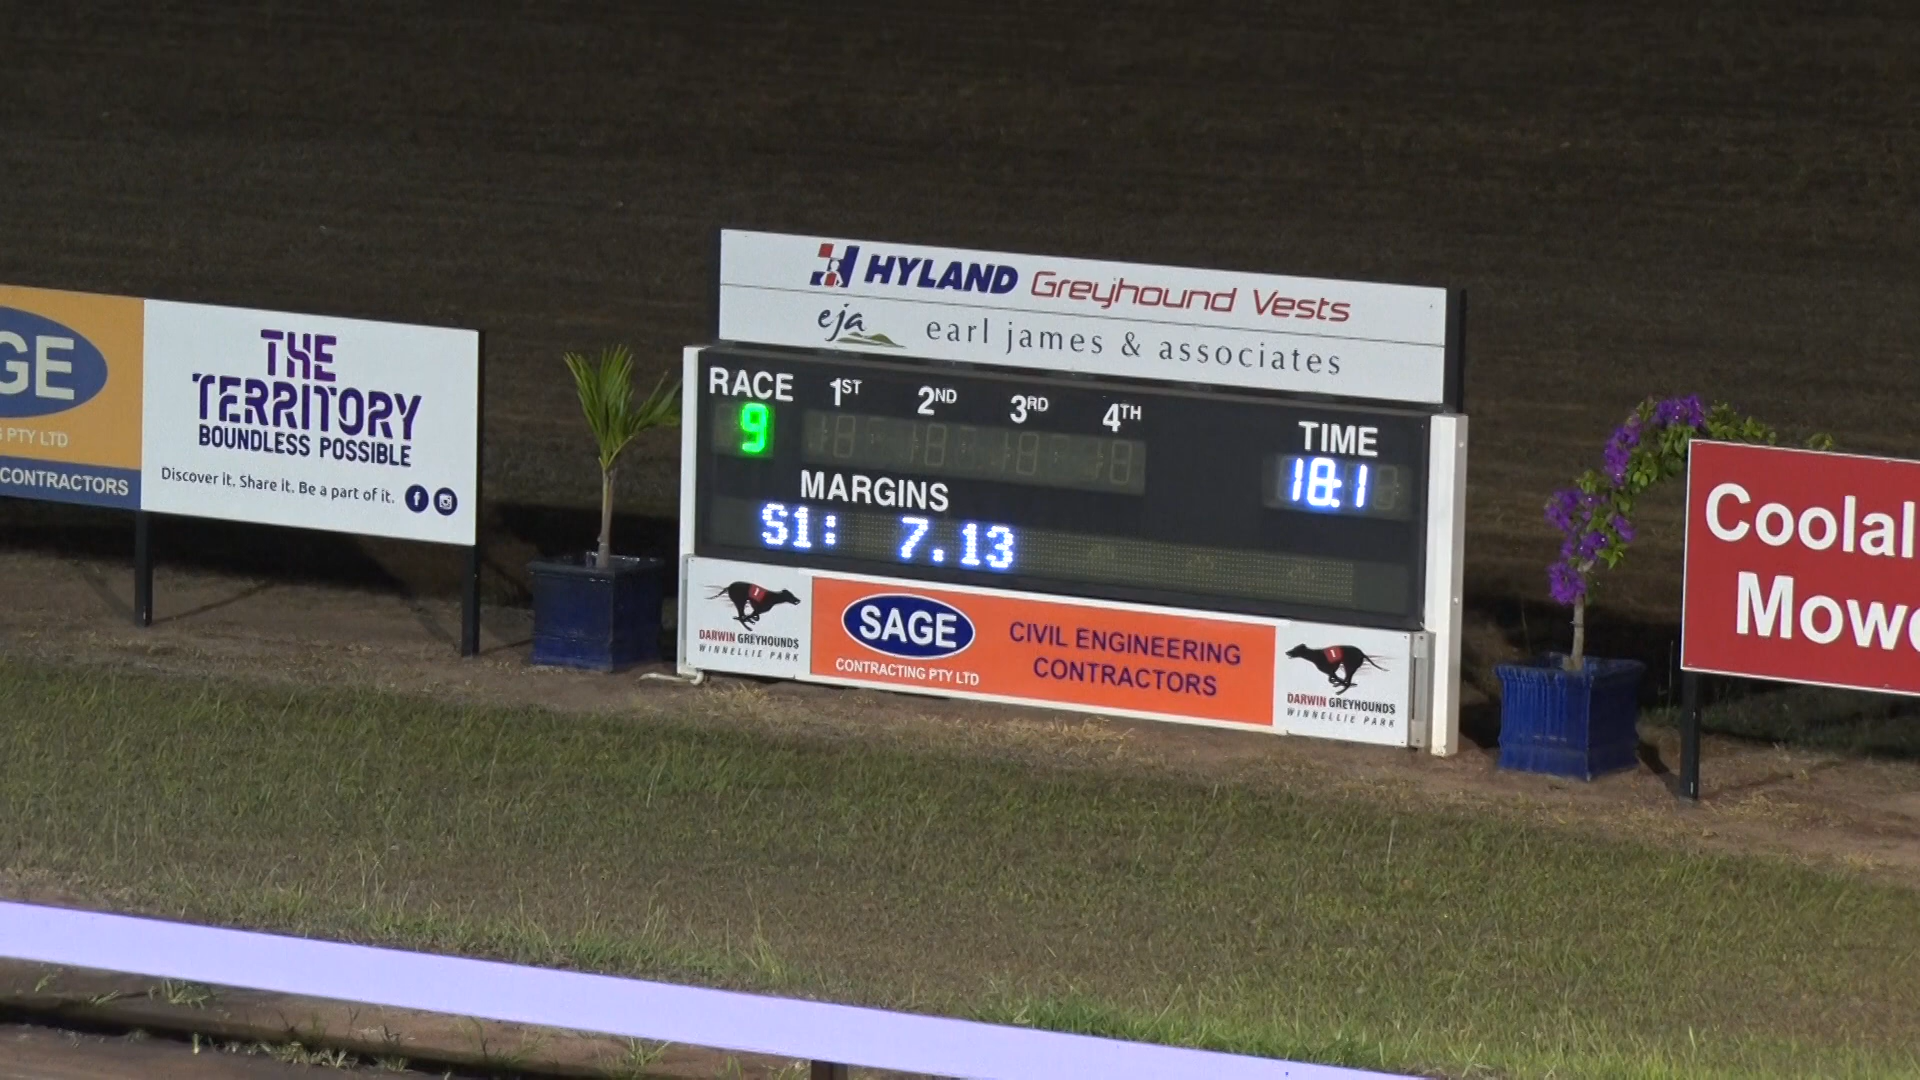 HYLAND Greyhound Vests
eja earl james & associates
GE
PTY LTD
CONTRACTORS
THE
TERRITORY
BOUNDLESS POSSIBLE
Discover it. Share it. Be a part of it.
RACE 1ST 2ND 3RD 4TH TIME
9
MARGINS
S1: 7.13
DARWIN GREYHOUNDS
WINNELLIE PARK
SAGE
CONTRACTING PTY LTD
CIVIL ENGINEERING
CONTRACTORS
DARWIN GREYHOUNDS
WINNELLIE PARK
Coolal
Mowe